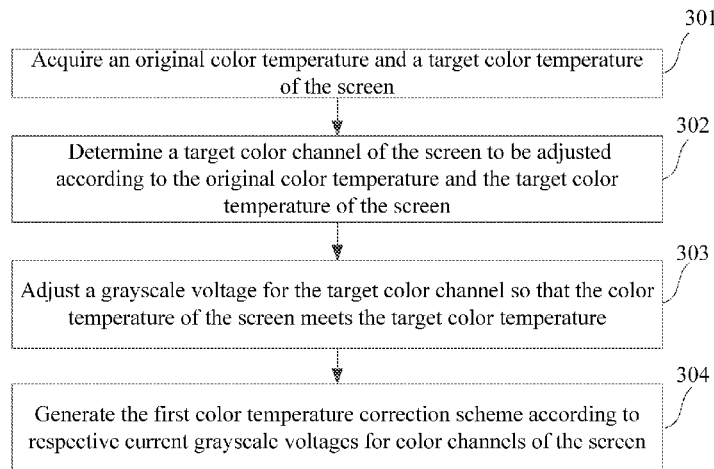 301
Acquire an original color temperature and a target color temperature
of the screen
302
Determine a target color channel of the screen to be adjusted
according to the original color temperature and the target color
temperature of the screen
303
Adjust a grayscale voltage for the target color channel so that the color
temperature of the screen meets the target color temperature
304
Generate the first color temperature correction scheme according to
respective current grayscale voltages for color channels of the screen